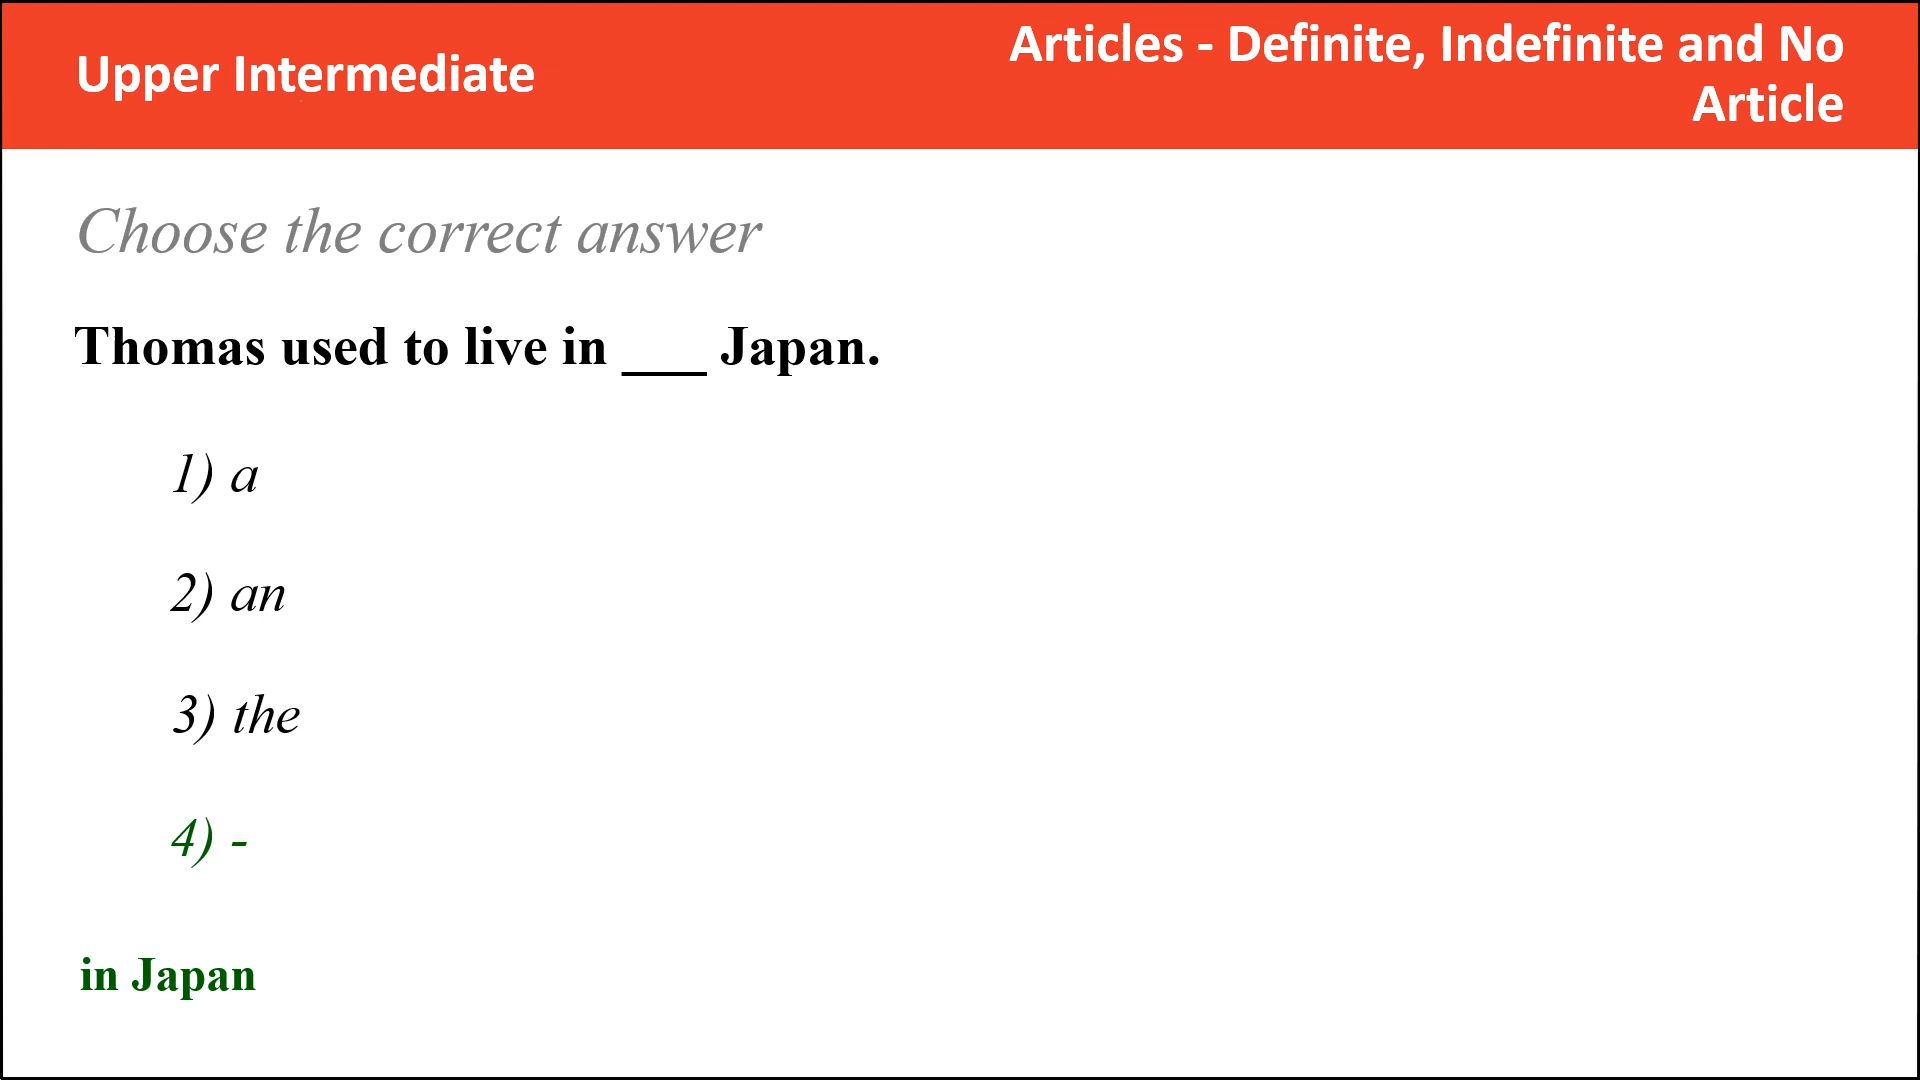 Upper Intermediate
Articles - Definite, Indefinite and No
Article
Choose the correct answer
Thomas used to live in ___ Japan.
1) a
2) an
3) the
4) -
in Japan